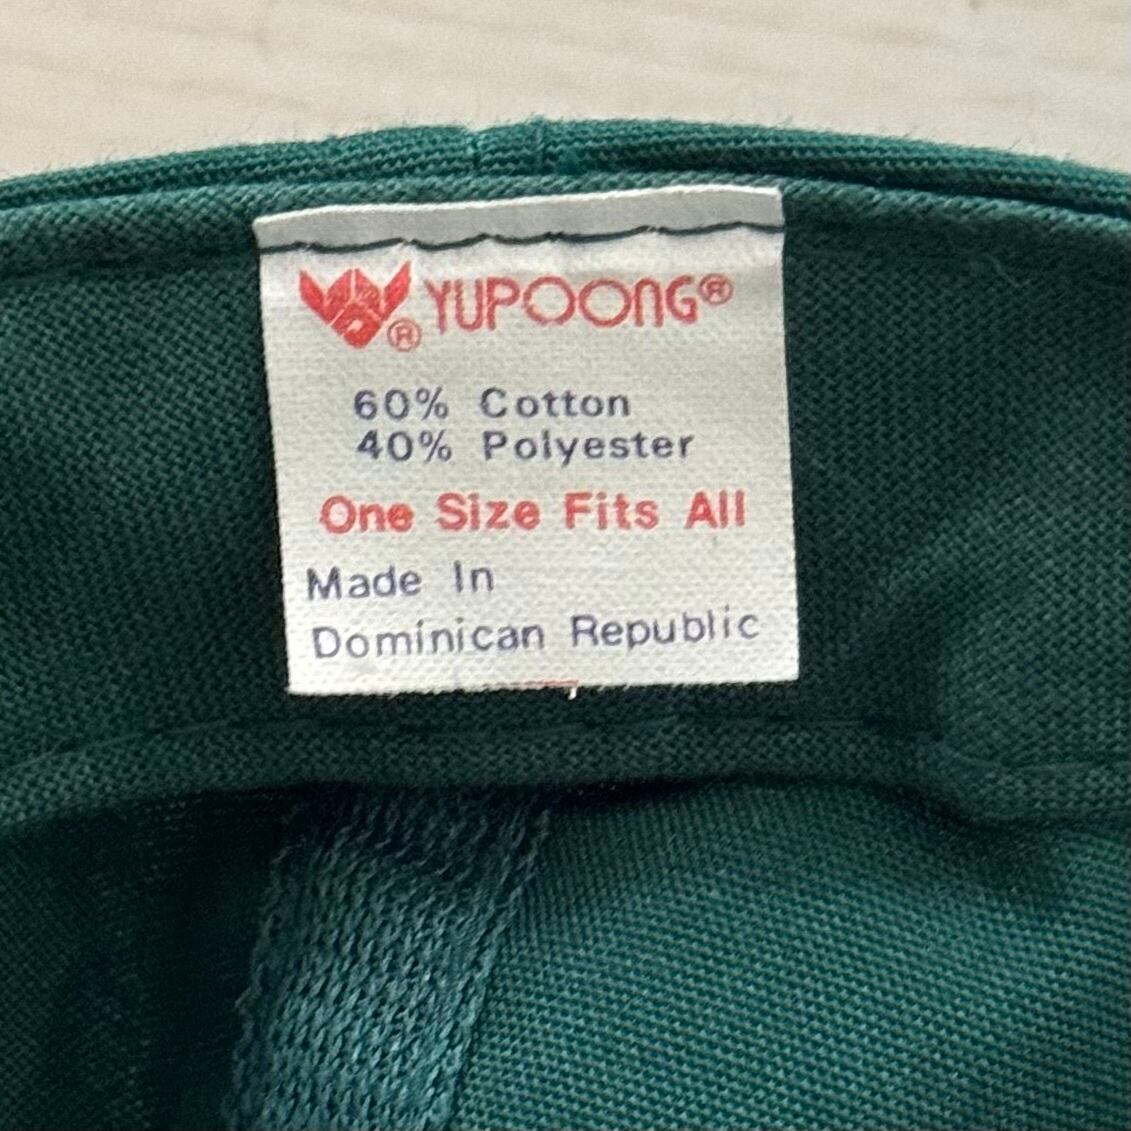 ® YUPOONG®
60% Cotton
40% Polyester
One Size Fits All
Made In
Dominican Republic